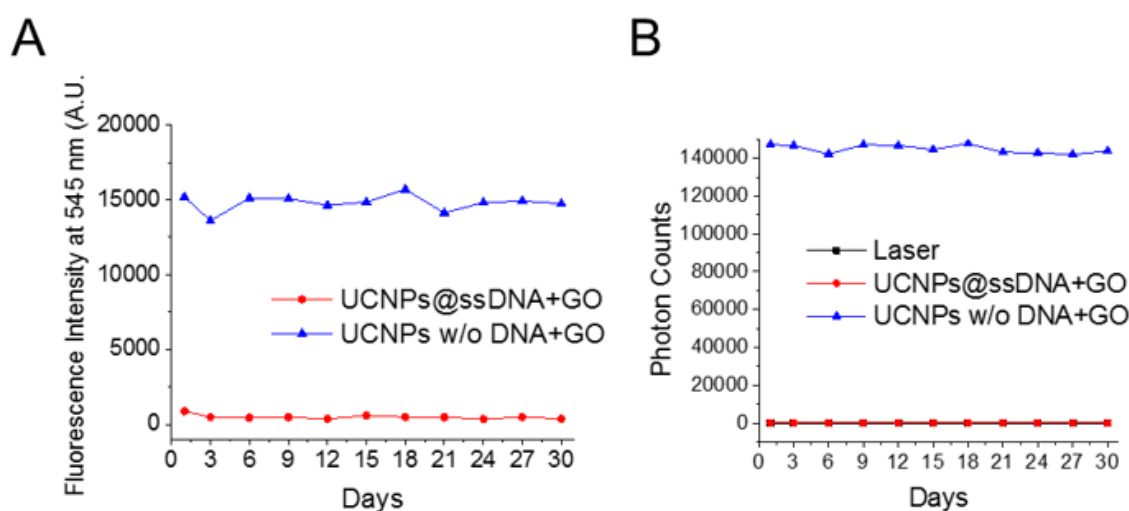 A
Fluorescence Intensity at 545 nm (A.U.
20000
15000
10000
5000
0
UCNPs@ssDNA+GO
UCNPs w/o DNA+GO
0 3 6 9 12 15 18 21 24 27 30
Days
B
Photon Counts
140000
120000
100000
80000
60000
40000
20000
0
Laser
UCNPs@ssDNA+GO
UCNPs w/o DNA+GO
0 3 6 9 12 15 18 21 24 27 30
Days